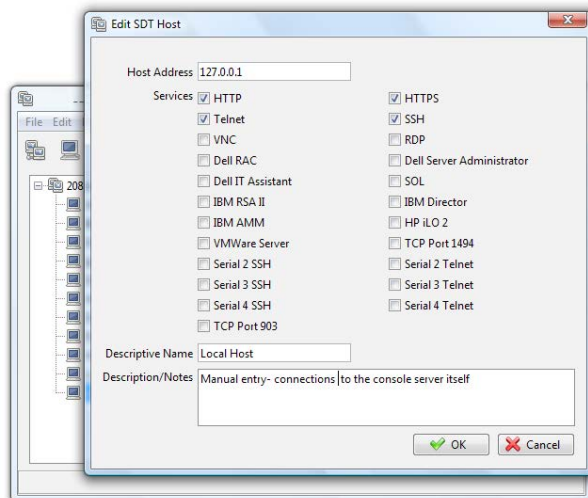 Edit SDT Host
Host Address 127.0.0.1
Services HTTP HTTPS
Telnet SSH
VNC RDP
Dell RAC Dell Server Administrator
Dell IT Assistant SOL
IBM RSA II IBM Director
IBM AMM HP iLO 2
VMWare Server TCP Port 1494
Serial 2 SSH Serial 2 Telnet
Serial 3 SSH Serial 3 Telnet
Serial 4 SSH Serial 4 Telnet
TCP Port 903
Descriptive Name Local Host
Description/Notes Manual entry- connections to the console server itself
OK Cancel
File Edit
208